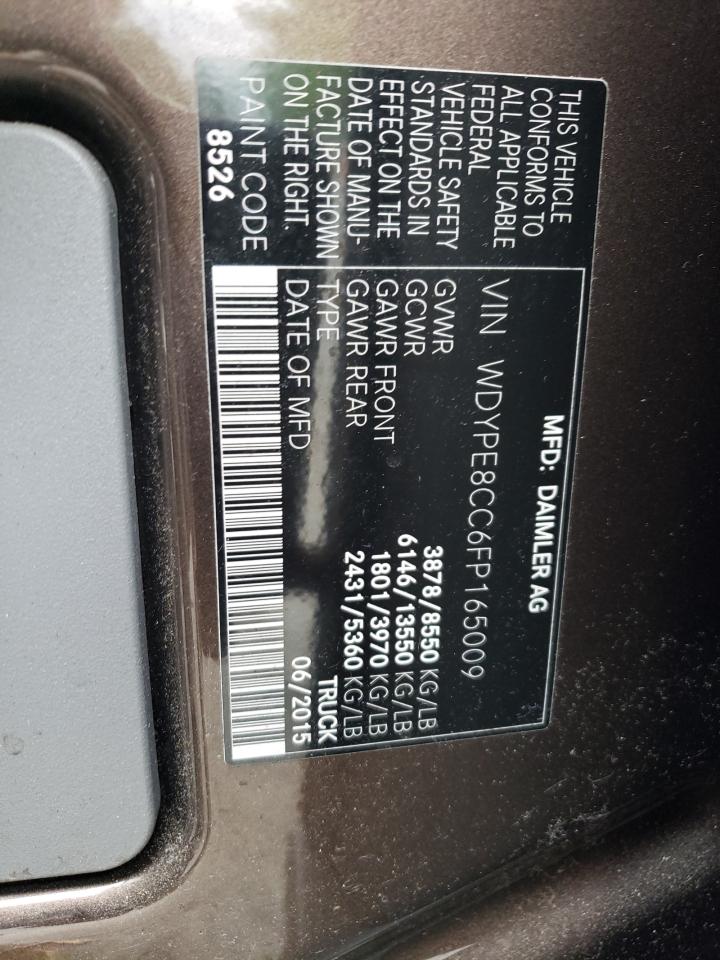 THIS VEHICLE
CONFORMS TO
ALL APPLICABLE
FEDERAL
VEHICLE SAFETY
STANDARDS IN
EFFECT ON THE
DATE OF MANU-
FACTURE SHOWN
ON THE RIGHT.
PAINT CODE
8526
MFD: DAIMLER AG
VIN WDYPE8CC6FP165009
GVWR 3878/8550 KG/LB
GCWR 6146/13550 KG/LB
GAWR FRONT 1801/3970 KG/LB
GAWR REAR 2431/5360 KG/LB
TYPE TRUCK
DATE OF MFD 06/2015